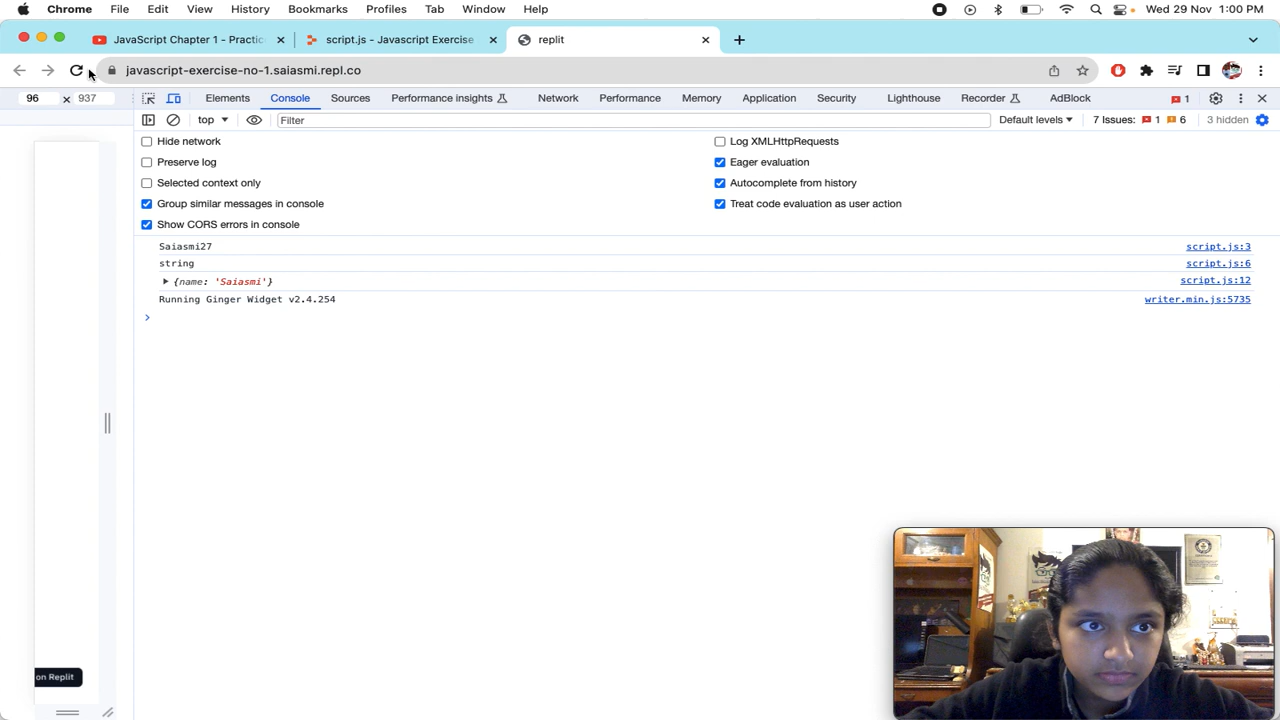 Chrome File Edit View History Bookmarks Profiles Tab Window Help Wed 29 Nov 1:00 PM
JavaScript Chapter 1 - Practic script.js - Javascript Exercise replit
javascript-exercise-no-1.saiasmi.repl.co
96 × 937 Elements Console Sources Performance insights Network Performance Memory Application Security Lighthouse Recorder AdBlock 1
top Filter Default levels 7 Issues: 1 6 3 hidden
Hide network Log XMLHttpRequests
Preserve log Eager evaluation
Selected context only Autocomplete from history
Group similar messages in console Treat code evaluation as user action
Show CORS errors in console
Saiasmi27 script.js:3
string script.js:6
{name: 'Saiasmi'} script.js:12
Running Ginger Widget v2.4.254 writer.min.js:5735
on Replit